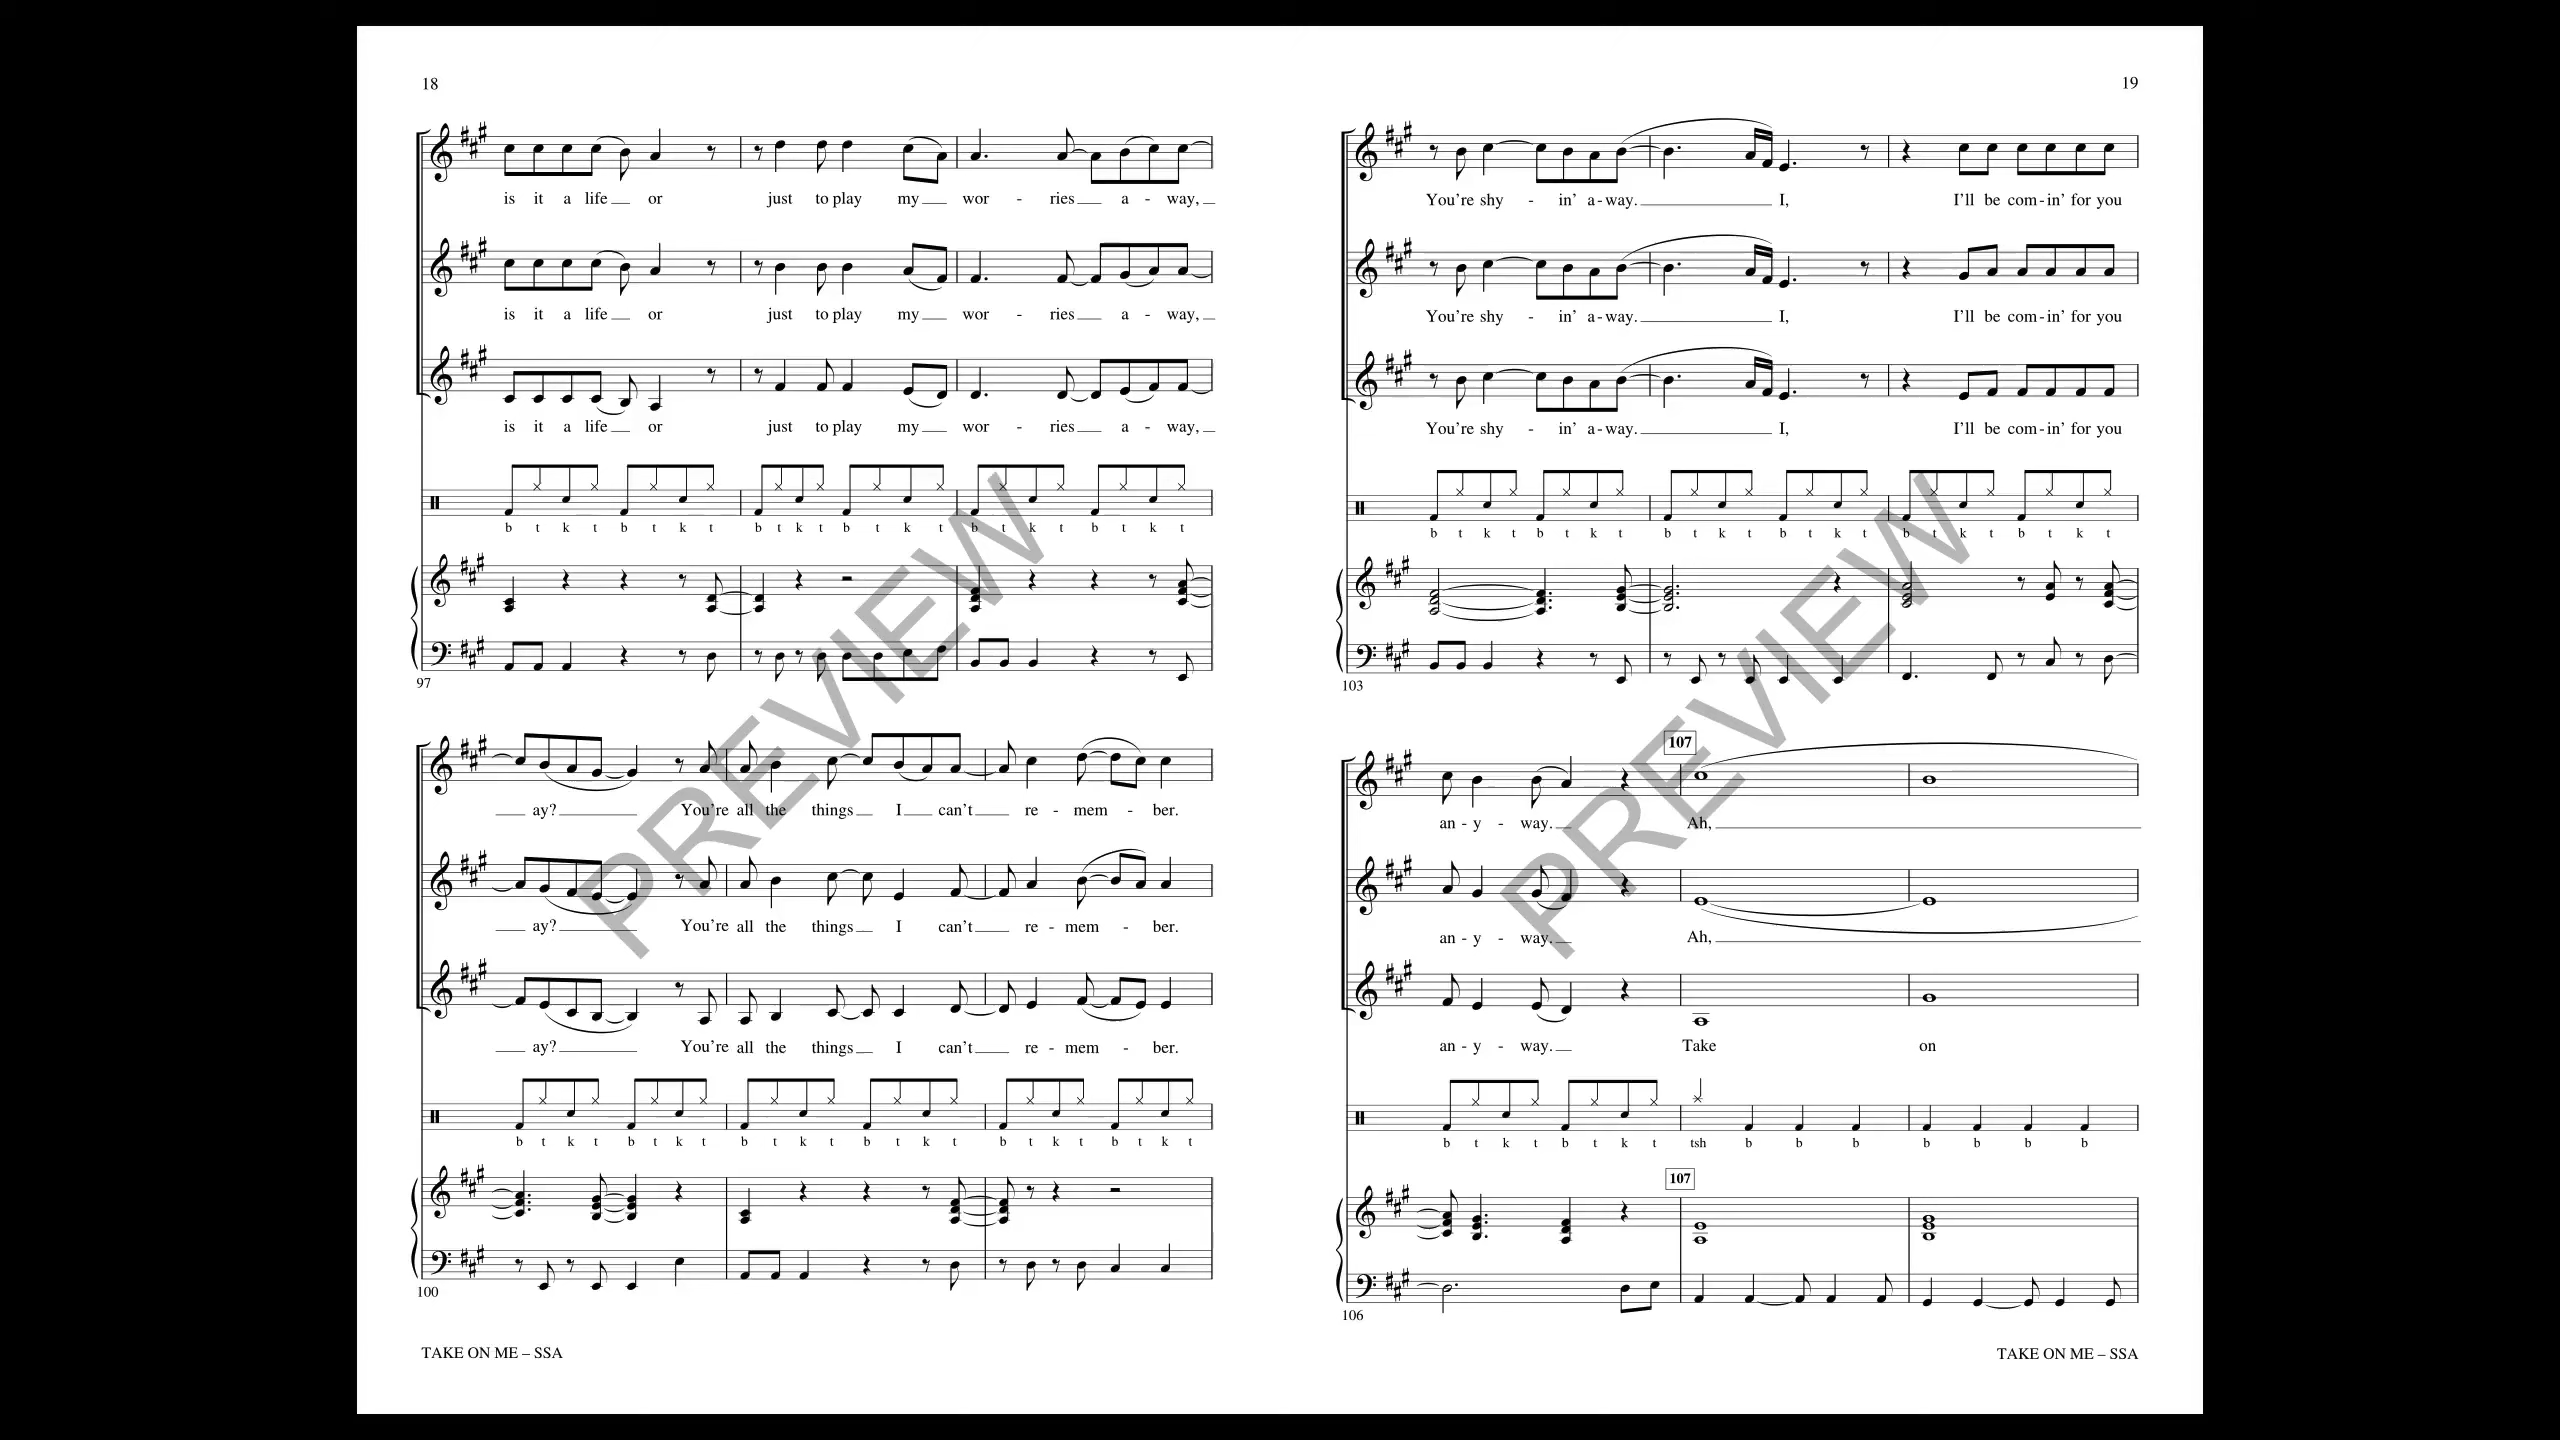 18
is it a life or just to play my wor - ries a - way,
is it a life or just to play my wor - ries a - way,
is it a life or just to play my wor - ries a - way,
b t k t b t k t b t k t b t k t b t k t b t k t
97
ay? You're all the things I can't re - mem - ber.
ay? You're all the things I can't re - mem - ber.
ay? You're all the things I can't re - mem - ber.
b t k t b t k t b t k t b t k t b t k t b t k t
100
TAKE ON ME – SSA
PREVIEW
19
You're shy - in' a - way. I, I'll be com - in' for you
You're shy - in' a - way. I, I'll be com - in' for you
You're shy - in' a - way. I, I'll be com - in' for you
b t k t b t k t b t k t b t k t b t k t b t k t
103
107
an - y - way. Ah,
an - y - way. Ah,
an - y - way. Take on
b t k t b t k t tsh b b b b b b b
107
106
TAKE ON ME – SSA
PREVIEW